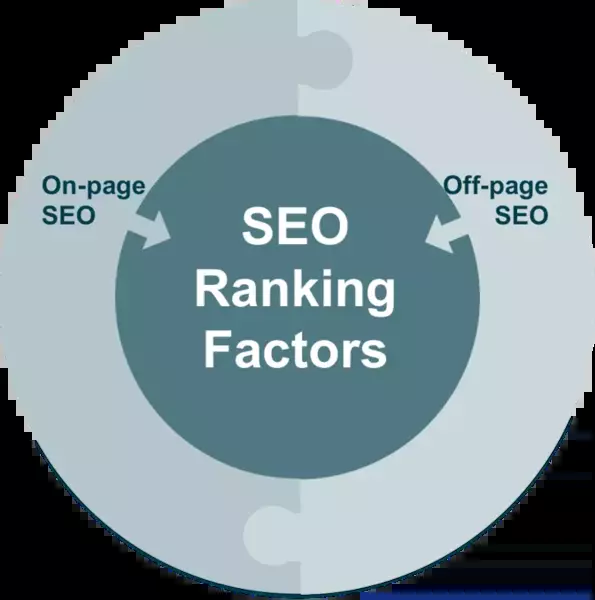 On-page
SEO
Off-page
SEO
SEO
Ranking
Factors